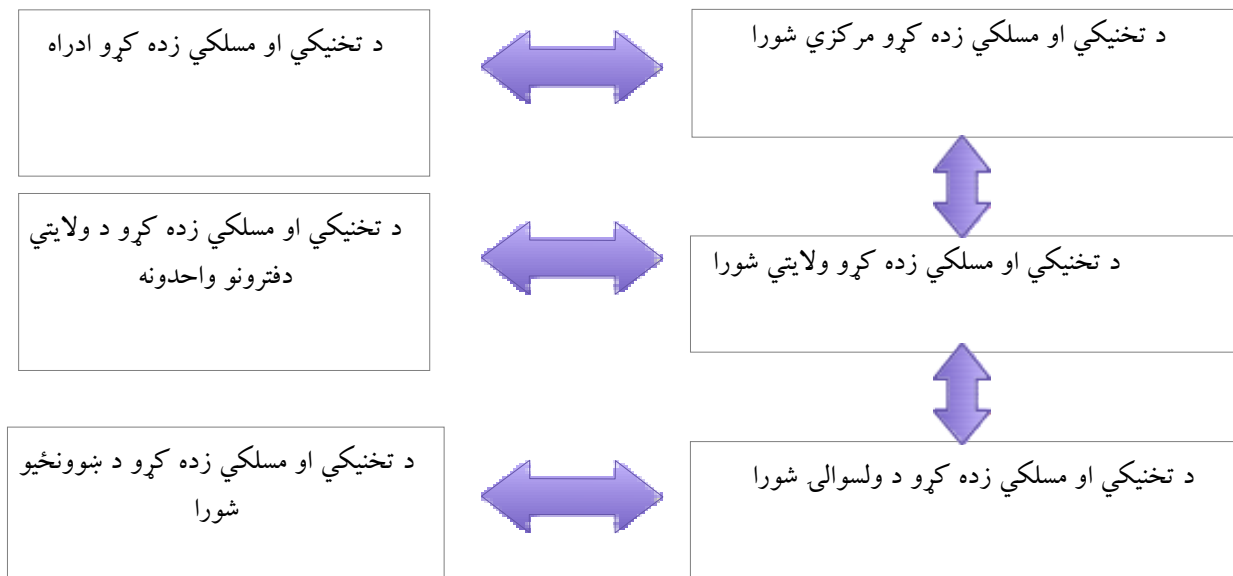 د تخنیکي او مسلکي زده کړو مرکزي شورا
د تخنیکي او مسلکي زده کړو ادراه
د تخنیکي او مسلکي زده کړو ولایتي شورا
د تخنیکي او مسلکي زده کړو د ولایتي
دفترونو واحدونه
د تخنیکي او مسلکي زده کړو د ولسوالۍ شورا
د تخنیکي او مسلکي زده کړو د ښوونځیو
شورا